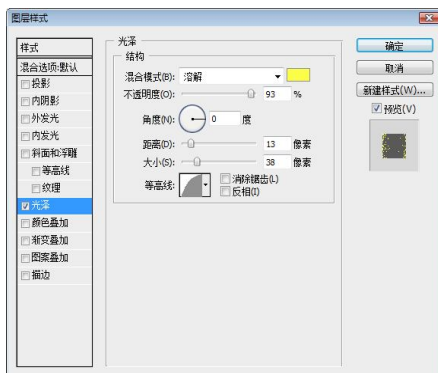 图层样式
样式
混合选项:默认
投影
内阴影
外发光
内发光
斜面和浮雕
等高线
纹理
光泽
颜色叠加
渐变叠加
图案叠加
描边
光泽
结构
混合模式(B): 溶解
不透明度(O): 93 %
角度(N): 0 度
距离(D): 13 像素
大小(S): 38 像素
等高线: 消除锯齿(L)
反相(I)
确定
取消
新建样式(W)...
预览(V)